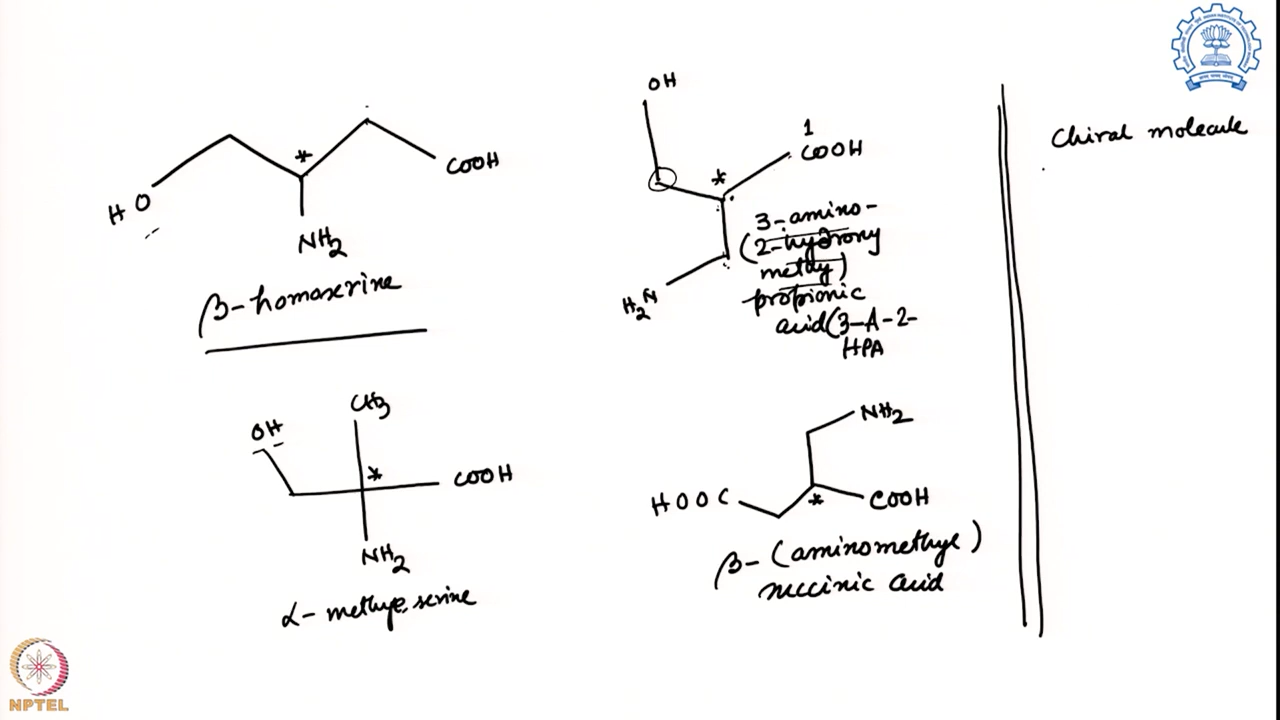 HO
*
COOH
NH2
β-homoserine
OH
1
COOH
*
H2N
3-amino-
(2-hydroxy
methy)
propionic
acid(3-A-2-
HPA
CH3
OH
*
COOH
NH2
α-methyl serine
NH2
HOOC
*
COOH
β-(aminomethyl)
succinic acid
Chiral molecule
NPTEL